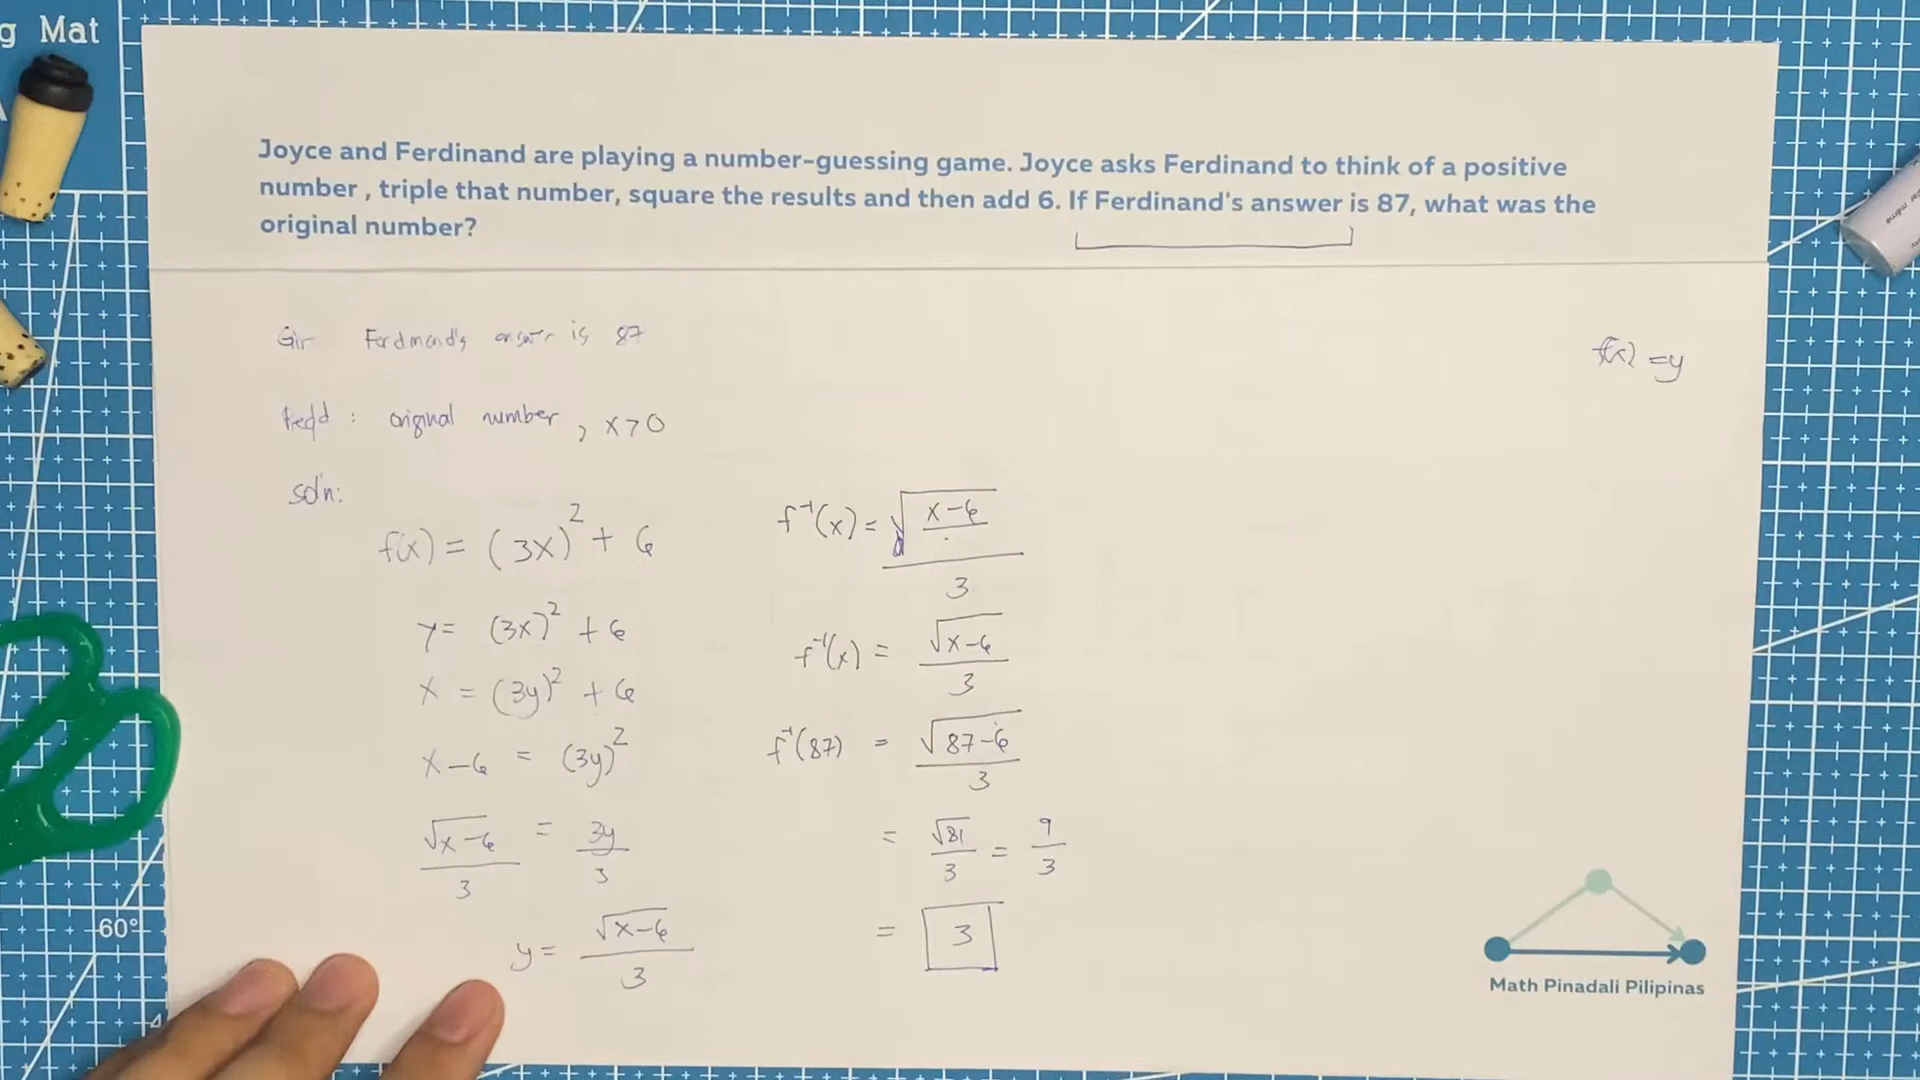 g Mat
Joyce and Ferdinand are playing a number-guessing game. Joyce asks Ferdinand to think of a positive
number , triple that number, square the results and then add 6. If Ferdinand's answer is 87, what was the
original number?
Ferdinand's answer is 87
f(x) = y
Req'd : original number , x > 0
sol'n:
f(x) = (3x)² + 6
y = (3x)² + 6
x = (3y)² + 6
x - 6 = (3y)²
√x-6 / 3 = 3y / 3
y = √x-6 / 3
f⁻¹(x) = √x-6 / 3
f⁻¹(x) = √x-6 / 3
f⁻¹(87) = √87-6 / 3
= √81 / 3 = 9 / 3
= 3
60°
Math Pinadali Pilipinas